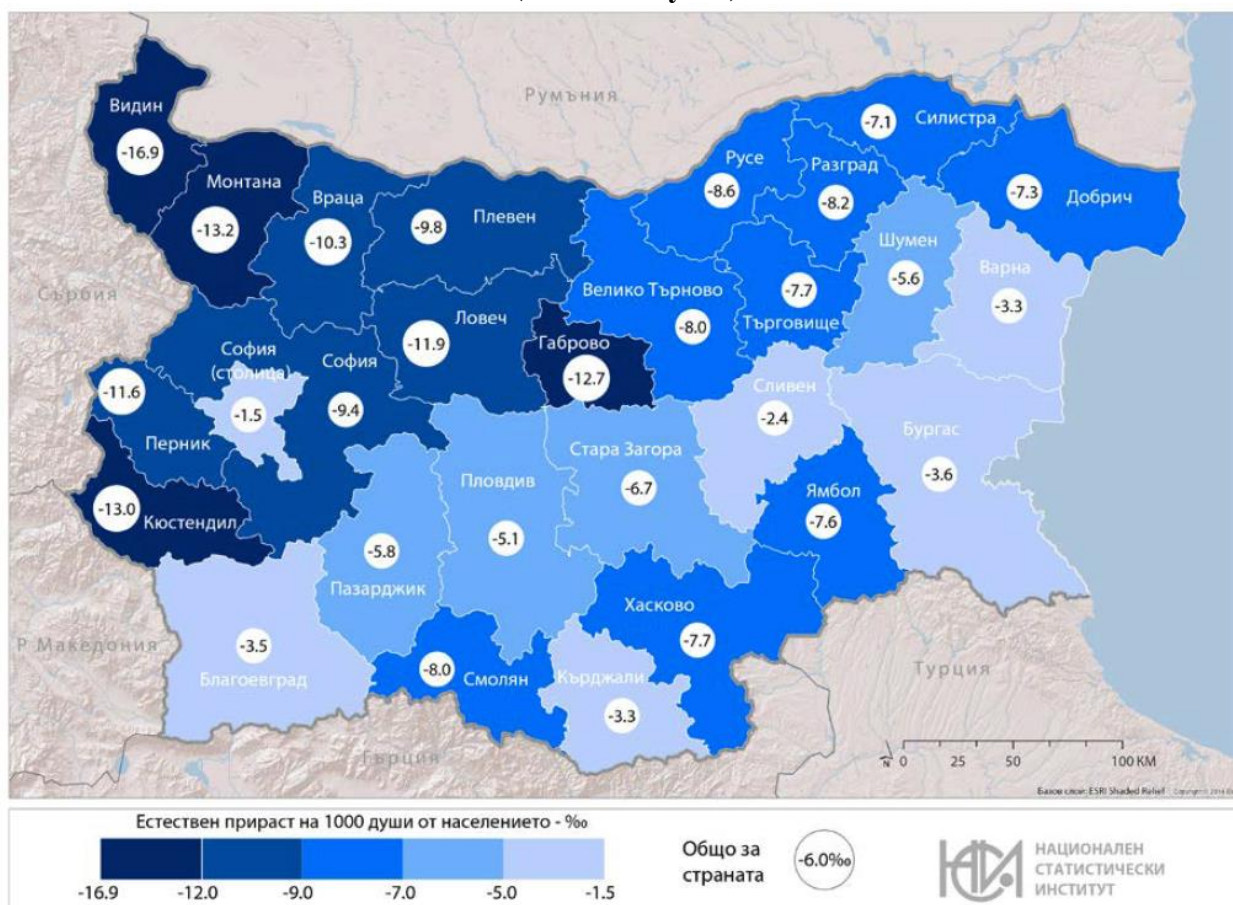 Румъния
Видин
-16.9
Монтана
-13.2
Враца
-10.3
Плевен
-9.8
Русе
-8.6
Разград
-8.2
Силистра
-7.1
Добрич
-7.3
Шумен
-5.6
Варна
-3.3
Сърбия
Ловеч
-11.9
Габрово
-12.7
Велико Търново
-8.0
-7.7
Търговище
София
(столица)
-1.5
София
-9.4
-11.6
Перник
-13.0
Кюстендил
Пазарджик
-5.8
Пловдив
-5.1
Стара Загора
-6.7
Сливен
-2.4
Бургас
-3.6
Ямбол
-7.6
Хасково
-7.7
Р Македония
-3.5
Благоевград
-8.0
Смолян
Кърджали
-3.3
Гърция
Турция
N 0 25 50 100 KM
Базов слой: ESRI Shaded Relief
Естествен прираст на 1000 души от населението - ‰
-16.9 -12.0 -9.0 -7.0 -5.0 -1.5
Общо за
страната
-6.0‰
НСИ
НАЦИОНАЛЕН
СТАТИСТИЧЕСКИ
ИНСТИТУТ